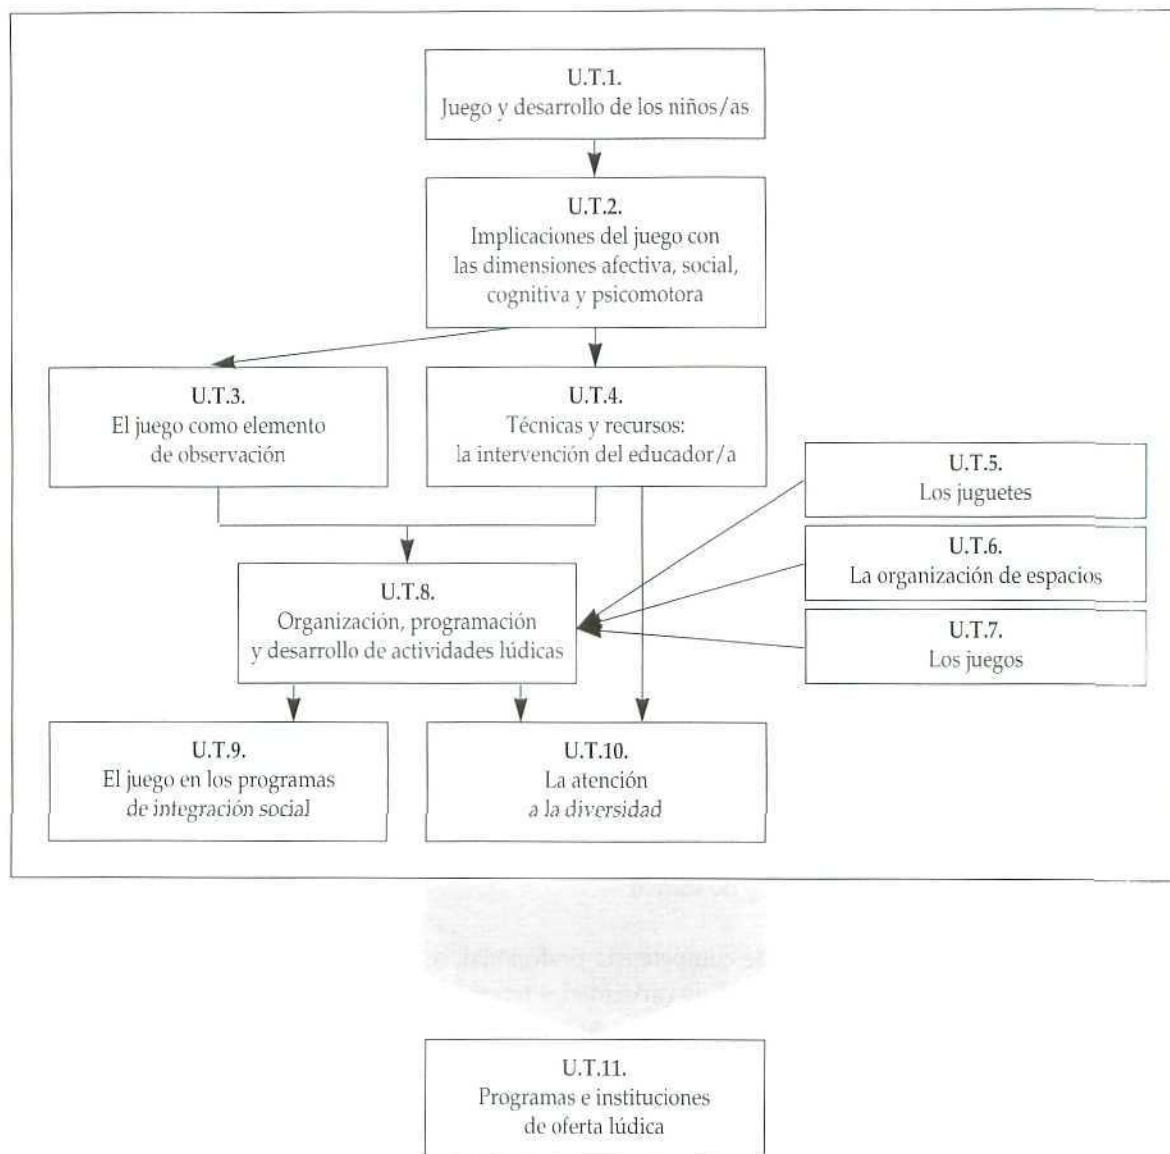 U.T.1.
Juego y desarrollo de los niños/as
U.T.2.
Implicaciones del juego con
las dimensiones afectiva, social,
cognitiva y psicomotora
U.T.3.
El juego como elemento
de observación
U.T.4.
Técnicas y recursos:
la intervención del educador/a
U.T.5.
Los juguetes
U.T.6.
La organización de espacios
U.T.7.
Los juegos
U.T.8.
Organización, programación
y desarrollo de actividades lúdicas
U.T.9.
El juego en los programas
de integración social
U.T.10.
La atención
a la diversidad
U.T.11.
Programas e instituciones
de oferta lúdica